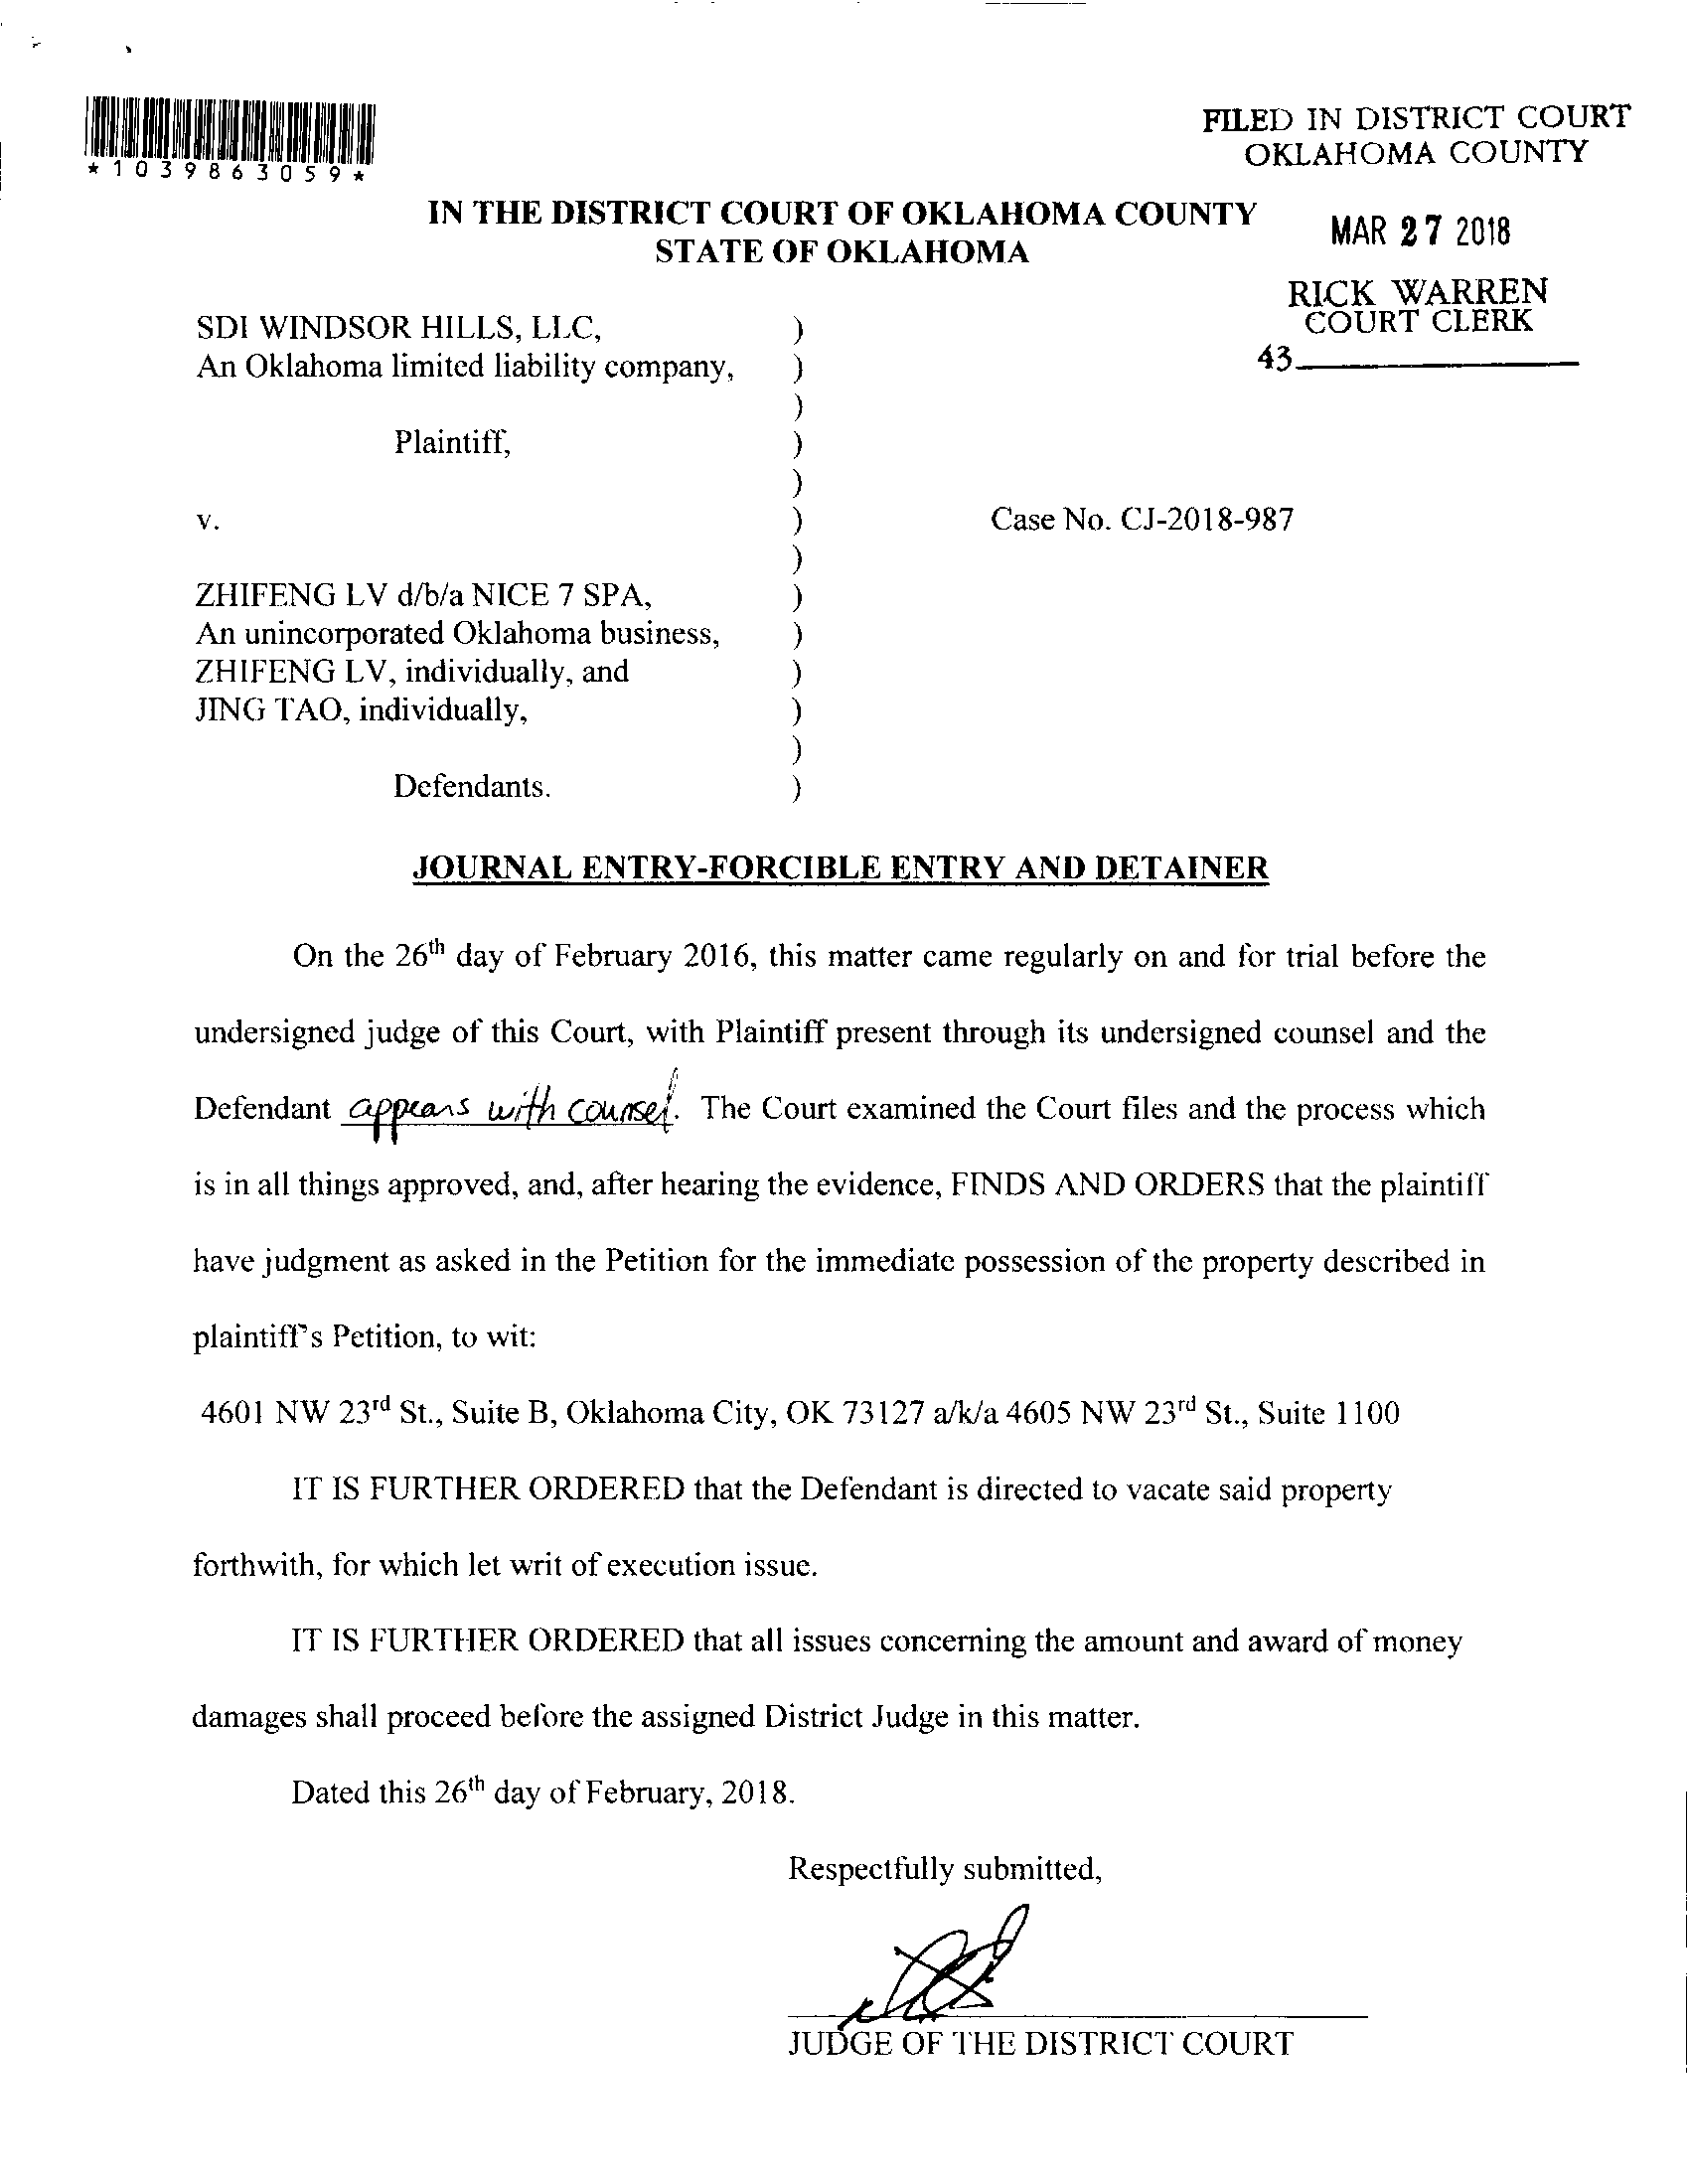 *1039863059*
FILED IN DISTRICT COURT
OKLAHOMA COUNTY
MAR 27 2018
RICK WARREN
COURT CLERK
43
IN THE DISTRICT COURT OF OKLAHOMA COUNTY
STATE OF OKLAHOMA
SDI WINDSOR HILLS, LLC, )
An Oklahoma limited liability company, )
)
Plaintiff, )
)
v. ) Case No. CJ-2018-987
)
ZHIFENG LV d/b/a NICE 7 SPA, )
An unincorporated Oklahoma business, )
ZHIFENG LV, individually, and )
JING TAO, individually, )
)
Defendants. )
JOURNAL ENTRY-FORCIBLE ENTRY AND DETAINER
On the 26th day of February 2016, this matter came regularly on and for trial before the
undersigned judge of this Court, with Plaintiff present through its undersigned counsel and the
Defendant appears with counsel. The Court examined the Court files and the process which
is in all things approved, and, after hearing the evidence, FINDS AND ORDERS that the plaintiff
have judgment as asked in the Petition for the immediate possession of the property described in
plaintiff's Petition, to wit:
4601 NW 23rd St., Suite B, Oklahoma City, OK 73127 a/k/a 4605 NW 23rd St., Suite 1100
IT IS FURTHER ORDERED that the Defendant is directed to vacate said property
forthwith, for which let writ of execution issue.
IT IS FURTHER ORDERED that all issues concerning the amount and award of money
damages shall proceed before the assigned District Judge in this matter.
Dated this 26th day of February, 2018.
Respectfully submitted,
JUDGE OF THE DISTRICT COURT